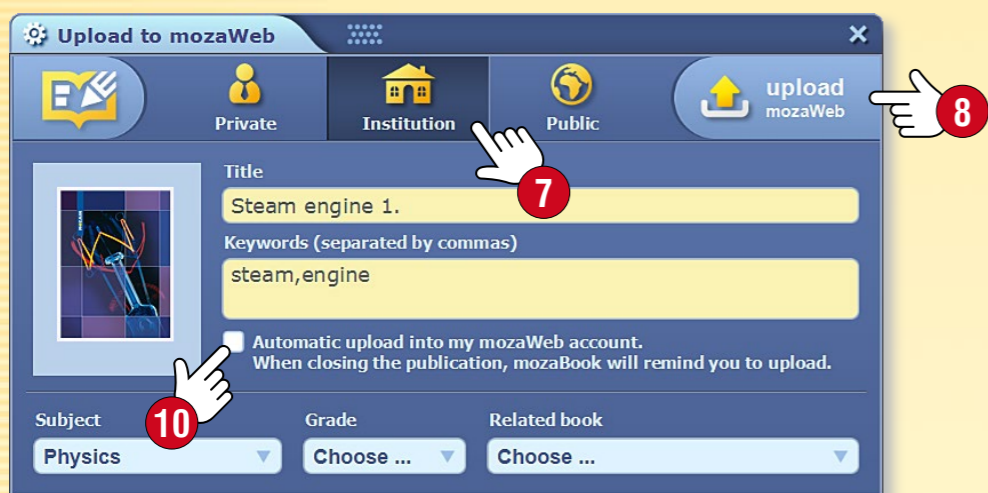 Upload to mozaWeb
Private
Institution
Public
upload
mozaWeb
8
7
Title
Steam engine 1.
Keywords (separated by commas)
steam,engine
Automatic upload into my mozaWeb account.
When closing the publication, mozaBook will remind you to upload.
10
Subject
Grade
Related book
Physics
Choose ...
Choose ...